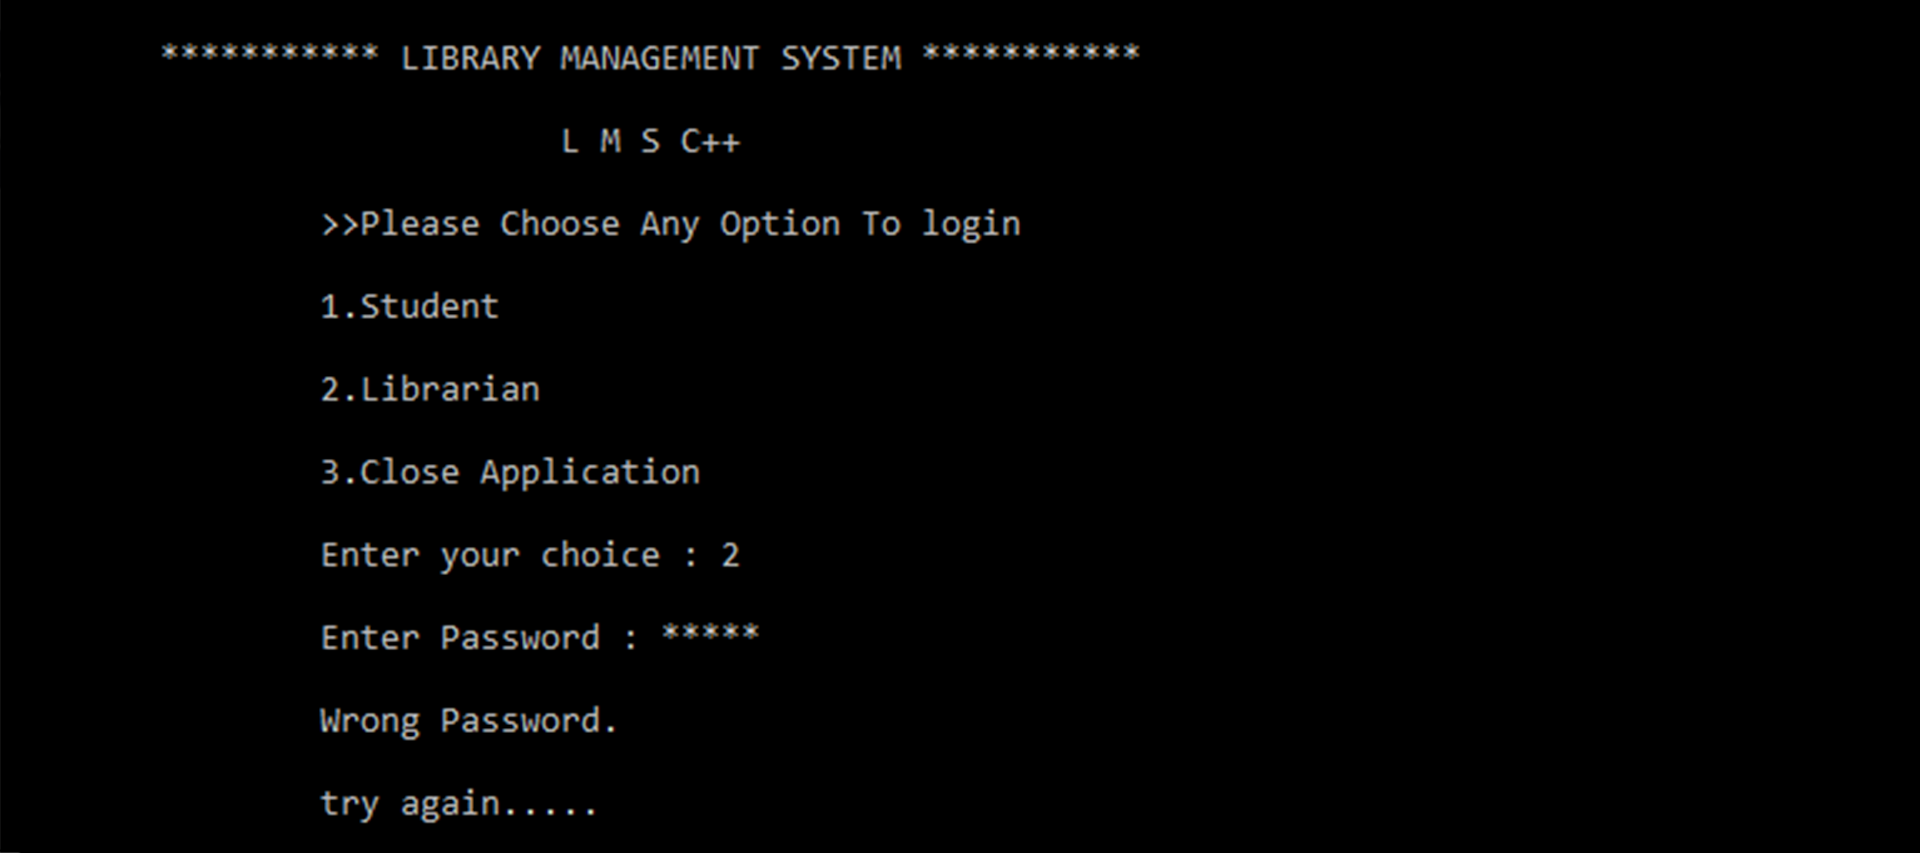 *********** LIBRARY MANAGEMENT SYSTEM ***********
L M S C++
>>Please Choose Any Option To login
1.Student
2.Librarian
3.Close Application
Enter your choice : 2
Enter Password : *****
Wrong Password.
try again.....